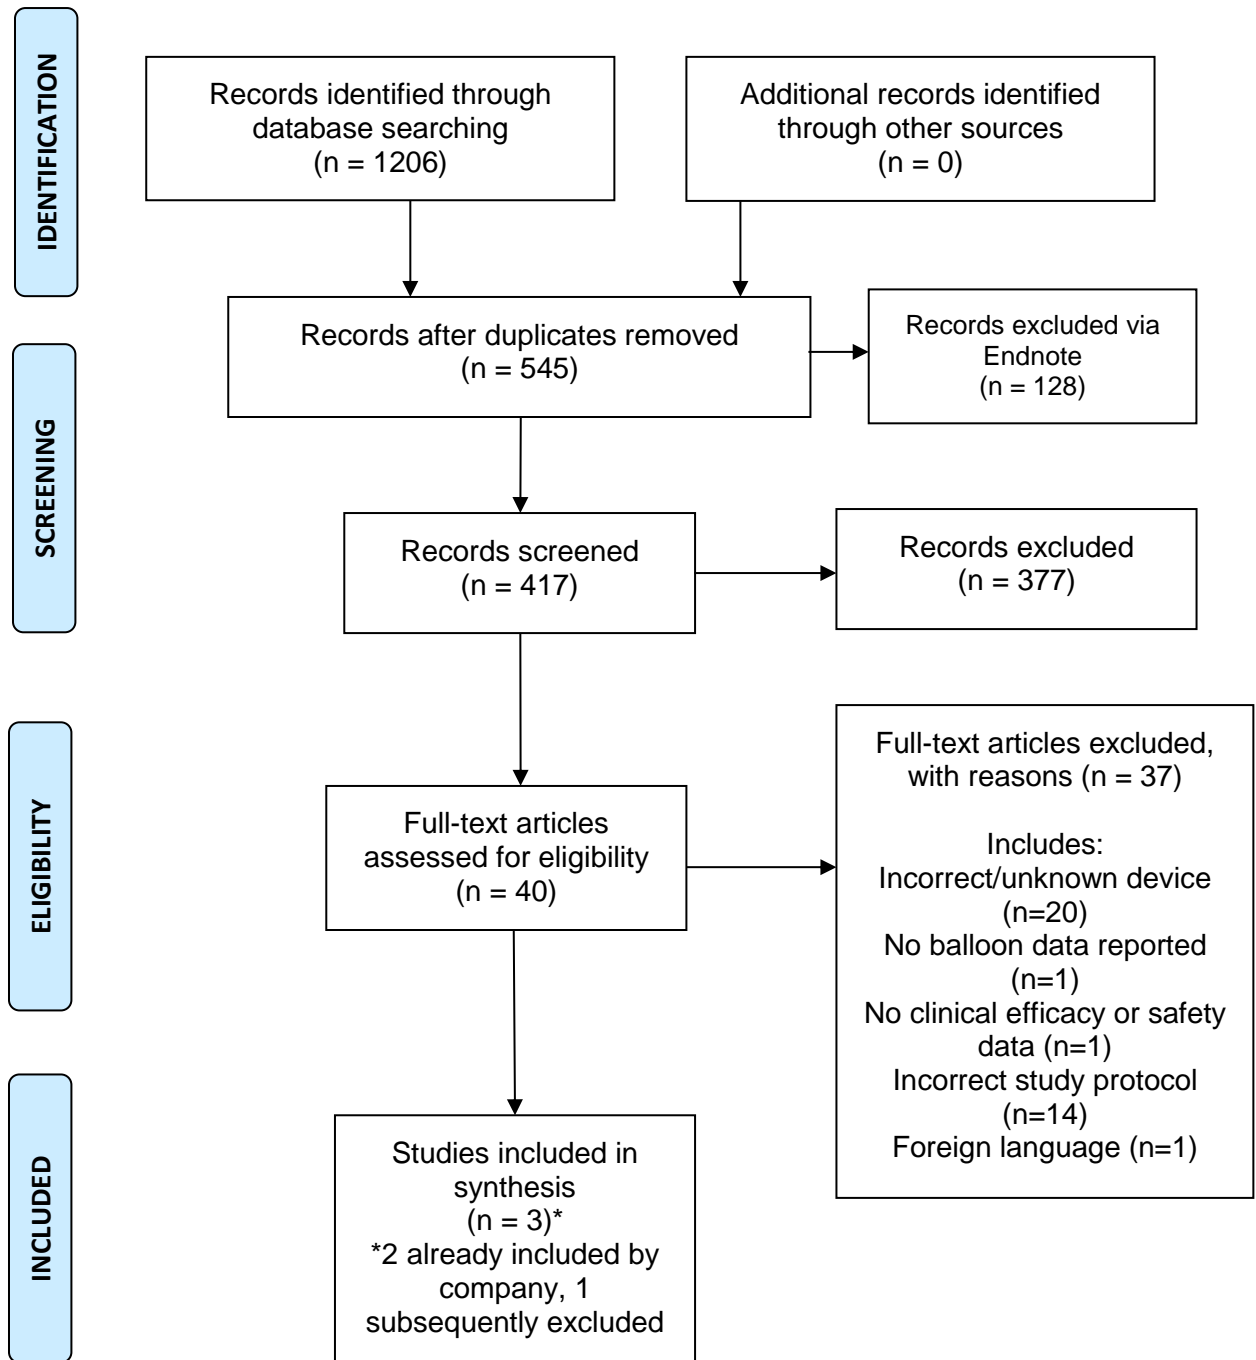 IDENTIFICATION
Records identified through
database searching
(n = 1206)
Additional records identified
through other sources
(n = 0)
Records after duplicates removed
(n = 545)
Records excluded via
Endnote
(n = 128)
SCREENING
Records screened
(n = 417)
Records excluded
(n = 377)
ELIGIBILITY
Full-text articles
assessed for eligibility
(n = 40)
Full-text articles excluded,
with reasons (n = 37)
Includes:
Incorrect/unknown device
(n=20)
No balloon data reported
(n=1)
No clinical efficacy or safety
data (n=1)
Incorrect study protocol
(n=14)
Foreign language (n=1)
INCLUDED
Studies included in
synthesis
(n = 3)*
*2 already included by
company, 1
subsequently excluded